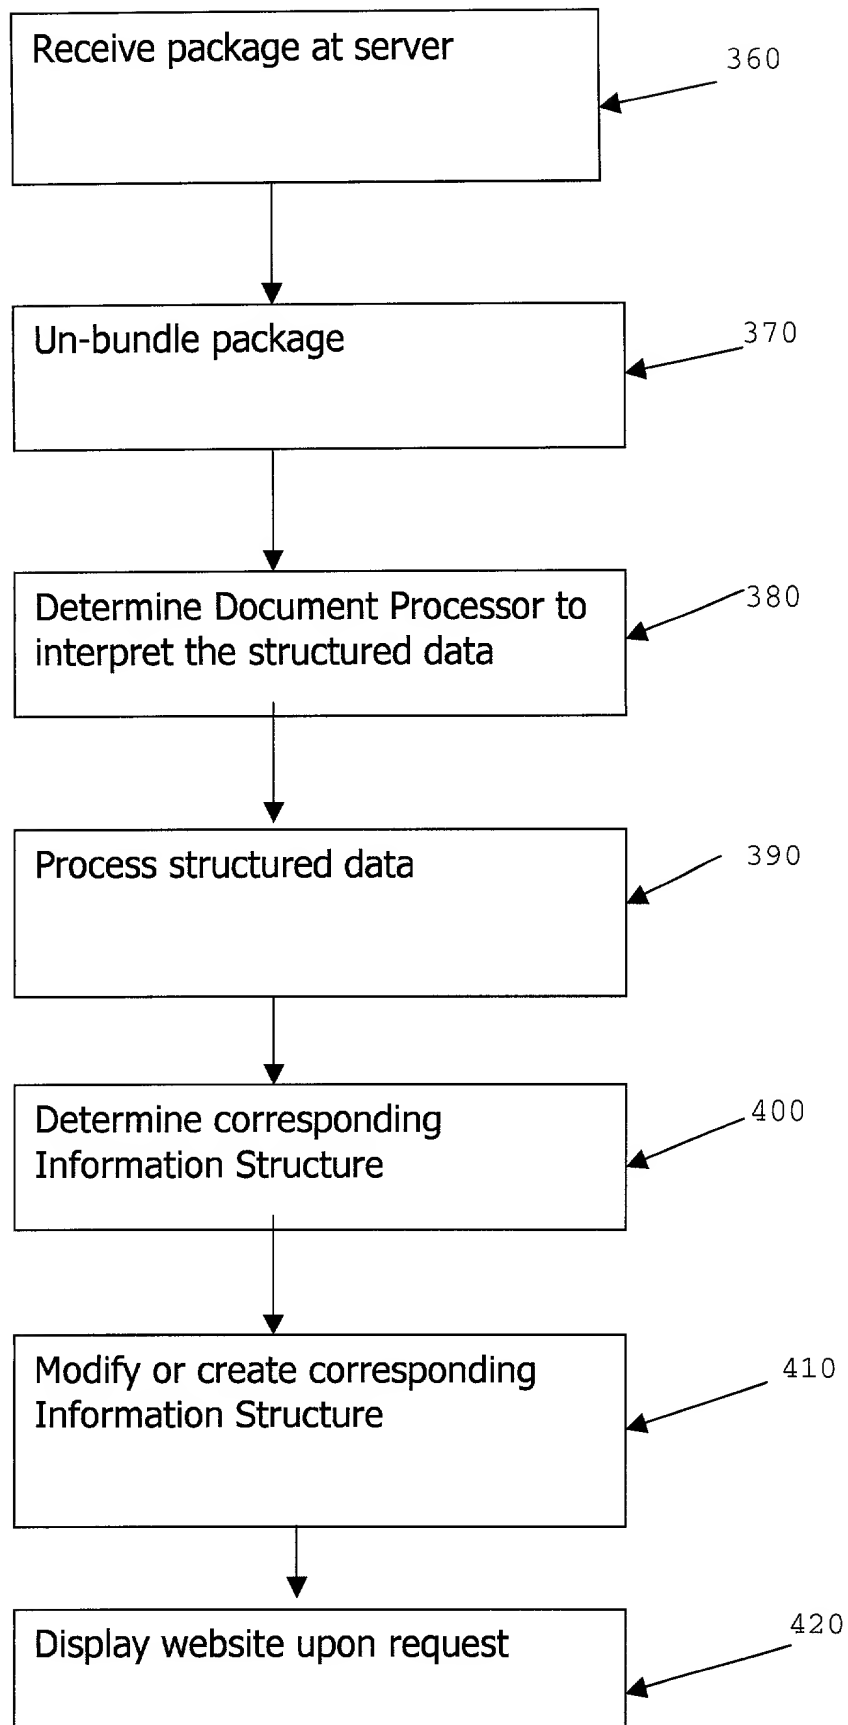 Receive package at server
360
Un-bundle package
370
Determine Document Processor to
interpret the structured data
380
Process structured data
390
Determine corresponding
Information Structure
400
Modify or create corresponding
Information Structure
410
Display website upon request
420